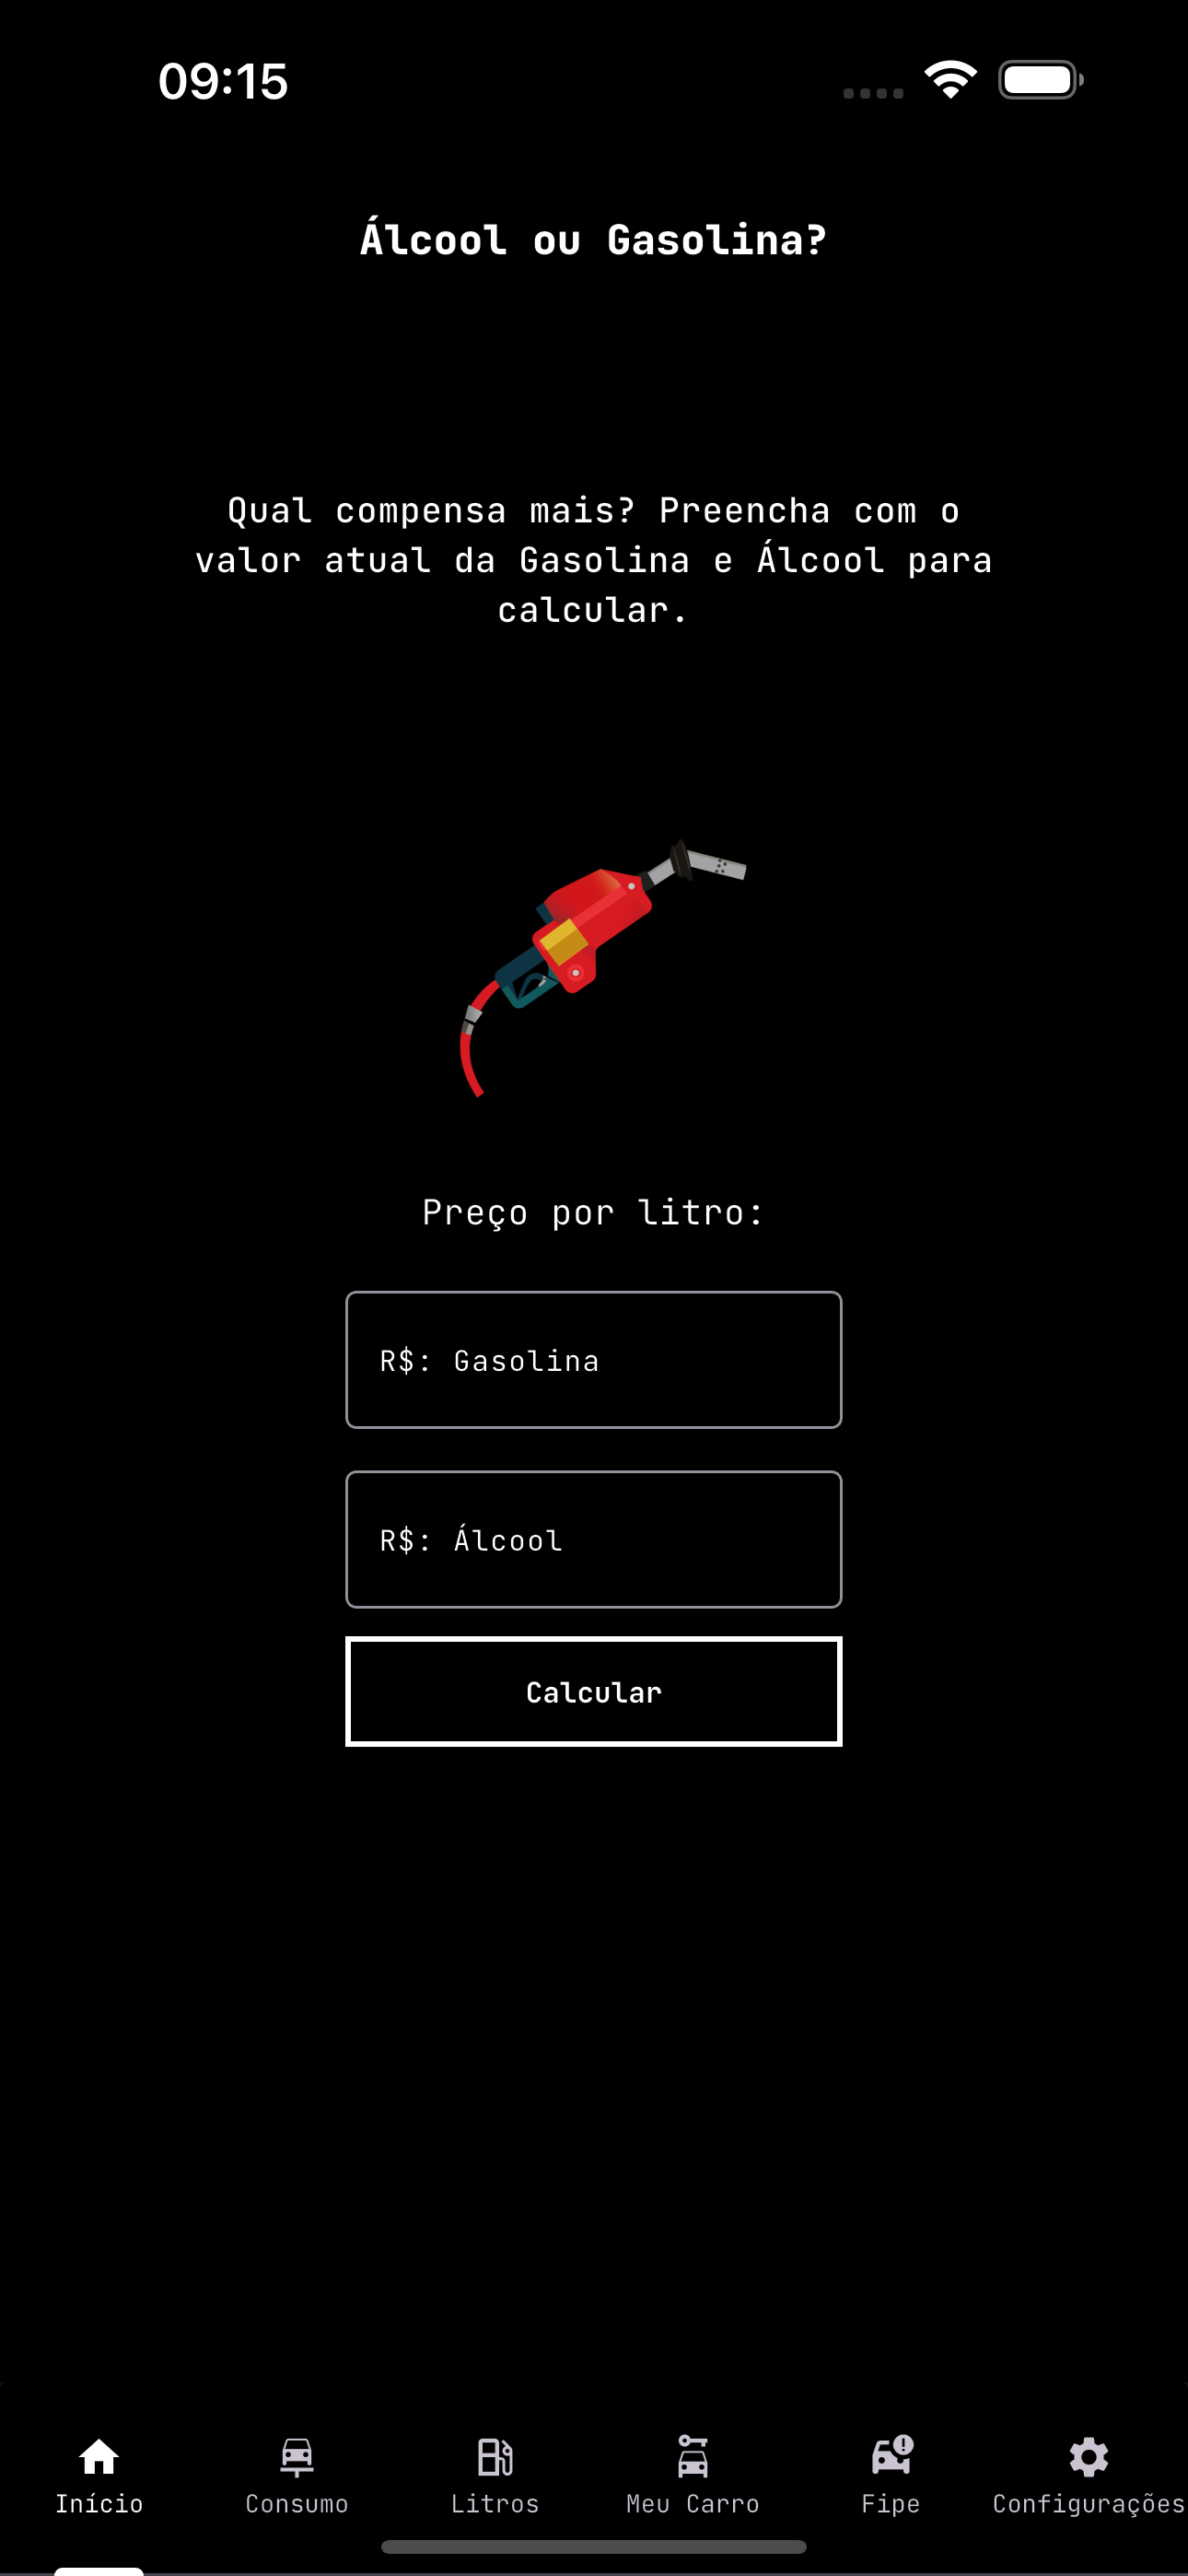 09:15
Álcool ou Gasolina?
Qual compensa mais? Preencha com o
valor atual da Gasolina e Álcool para
calcular.
Preço por litro:
R$: Gasolina
R$: Álcool
Calcular
Início
Consumo
Litros
Meu Carro
Fipe
Configurações